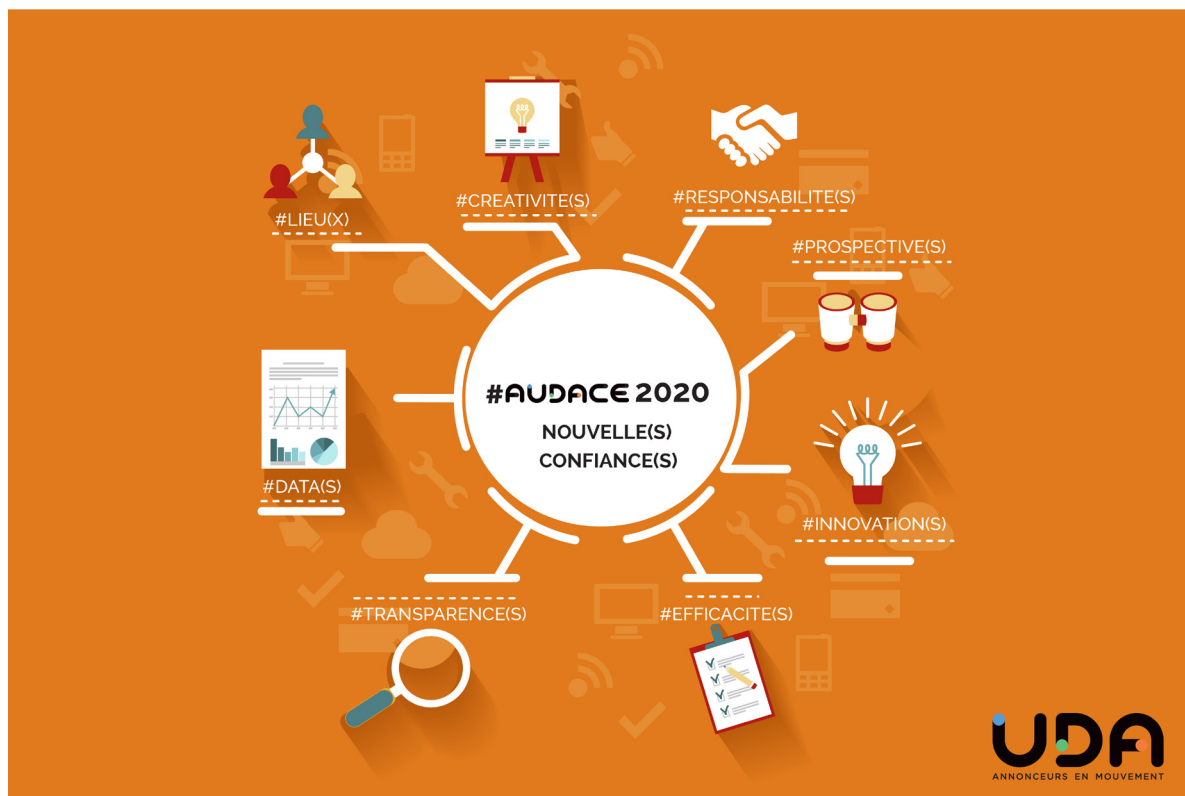 #CREATIVITE(S)
#RESPONSABILITE(S)
#LIEU(X)
#PROSPECTIVE(S)
#AUDACE 2020
NOUVELLE(S)
CONFIANCE(S)
#DATA(S)
#INNOVATION(S)
#TRANSPARENCE(S)
#EFFICACITE(S)
UDA
ANNONCEURS EN MOUVEMENT